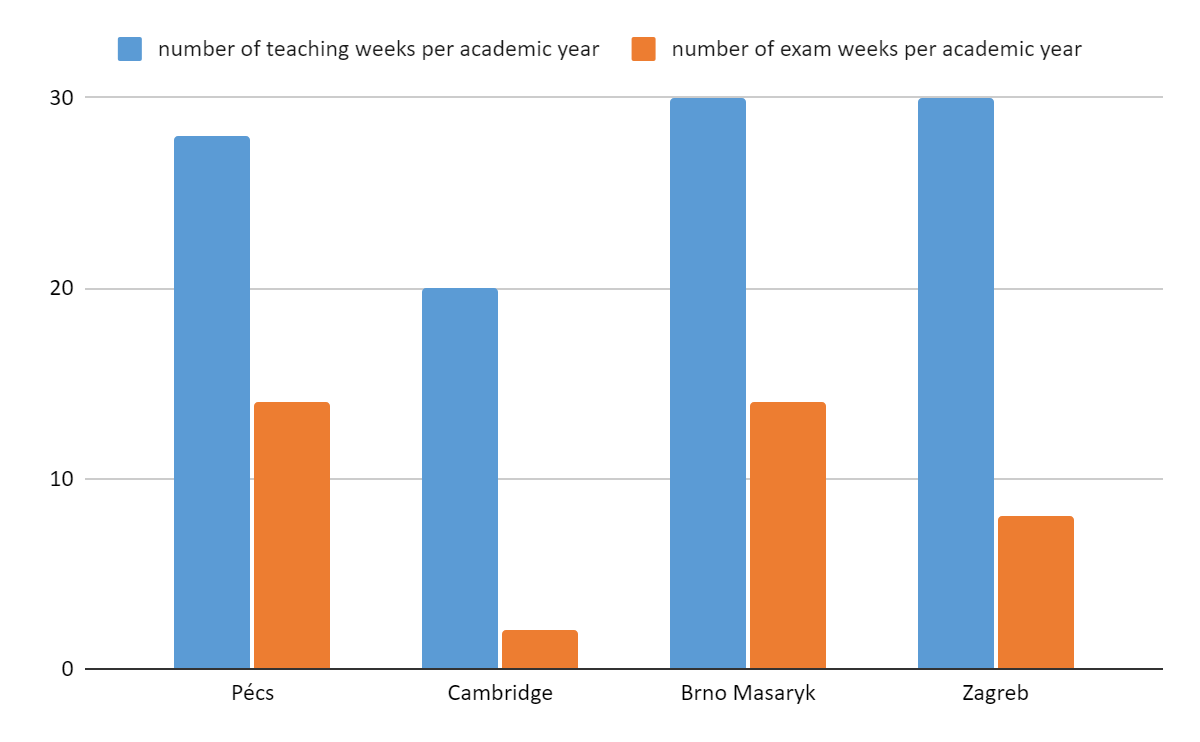 number of teaching weeks per academic year number of exam weeks per academic year
30
20
10
0
Pécs Cambridge Brno Masaryk Zagreb